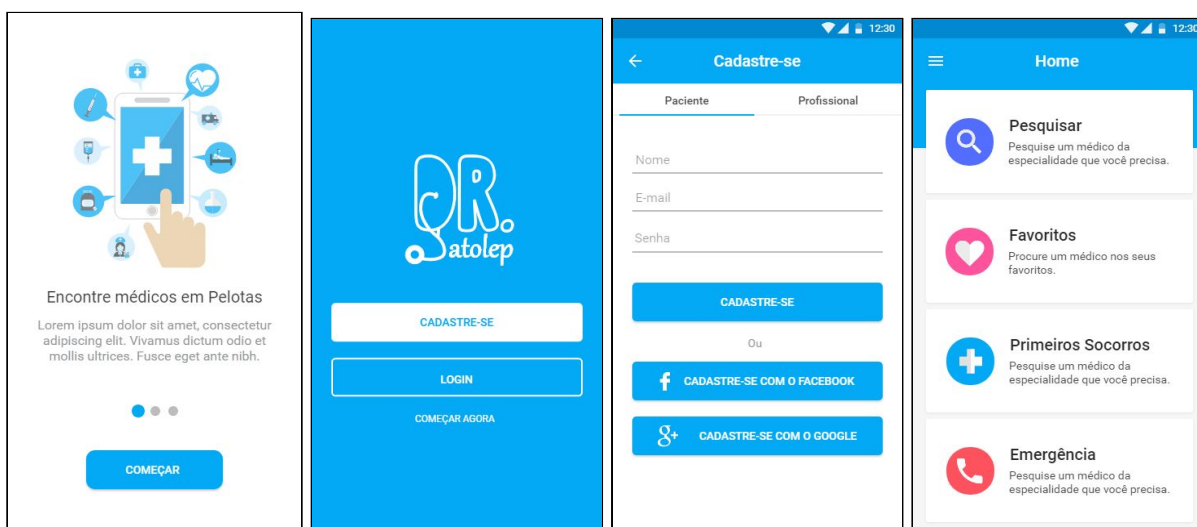 Encontre médicos em Pelotas
Lorem ipsum dolor sit amet, consectetur
adipiscing elit. Vivamus dictum odio et
mollis ultrices. Fusce eget ante nibh.
COMEÇAR
DR.
Satolep
CADASTRE-SE
LOGIN
COMEÇAR AGORA
12:30
Cadastre-se
Paciente
Profissional
Nome
E-mail
Senha
CADASTRE-SE
Ou
f CADASTRE-SE COM O FACEBOOK
g+ CADASTRE-SE COM O GOOGLE
12:30
Home
Pesquisar
Pesquise um médico da
especialidade que você precisa.
Favoritos
Procure um médico nos seus
favoritos.
Primeiros Socorros
Pesquise um médico da
especialidade que você precisa.
Emergência
Pesquise um médico da
especialidade que você precisa.